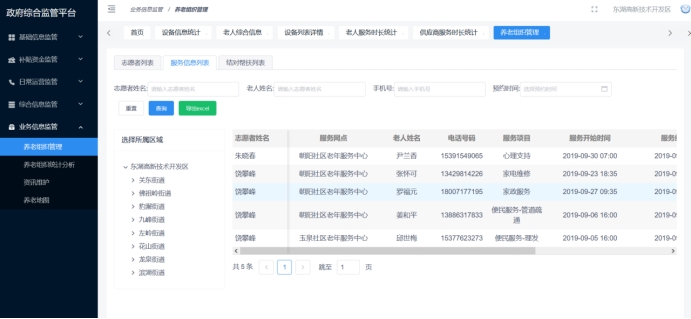 政府综合监管平台
业务信息监管 / 养老组织管理
东湖高新技术开发区
基础信息监管
补贴资金监管
日常运营监管
综合信息监管
业务信息监管
养老组织管理
养老组织统计分析
资讯维护
养老地图
首页 设备信息统计 老人综合信息 设备列表详情 老人服务时长统计 供应商服务时长统计 养老组织管理
志愿者列表 服务信息列表 结对帮扶列表
志愿者姓名: 请输入志愿者姓名 老人姓名: 请输入老人姓名 手机号: 请输入手机号 预约时间: 选择预约时间
重置 查询 导出excel
选择所属区域
东湖高新技术开发区
关东街道
佛祖岭街道
豹澥街道
九峰街道
左岭街道
花山街道
龙泉街道
滨湖街道
志愿者姓名 服务网点 老人姓名 电话号码 服务项目 服务开始时间
朱晓春 朝阳社区老年服务中心 尹兰香 15391549065 心理支持 2019-09-30 07:00 2019-0
饶攀峰 朝阳社区老年服务中心 张怀可 13429814226 家电维修 2019-09-23 18:35 2019-0
饶攀峰 朝阳社区老年服务中心 罗福元 18007177195 家政服务 2019-09-27 09:35 2019-0
饶攀峰 朝阳社区老年服务中心 姜和平 13886317833 便民服务-管道疏通 2019-09-06 16:00 2019-0
饶攀峰 玉泉社区老年服务中心 邱世梅 15377623273 便民服务-理发 2019-09-05 16:00 2019-0
共 5 条 1 跳至 1 页